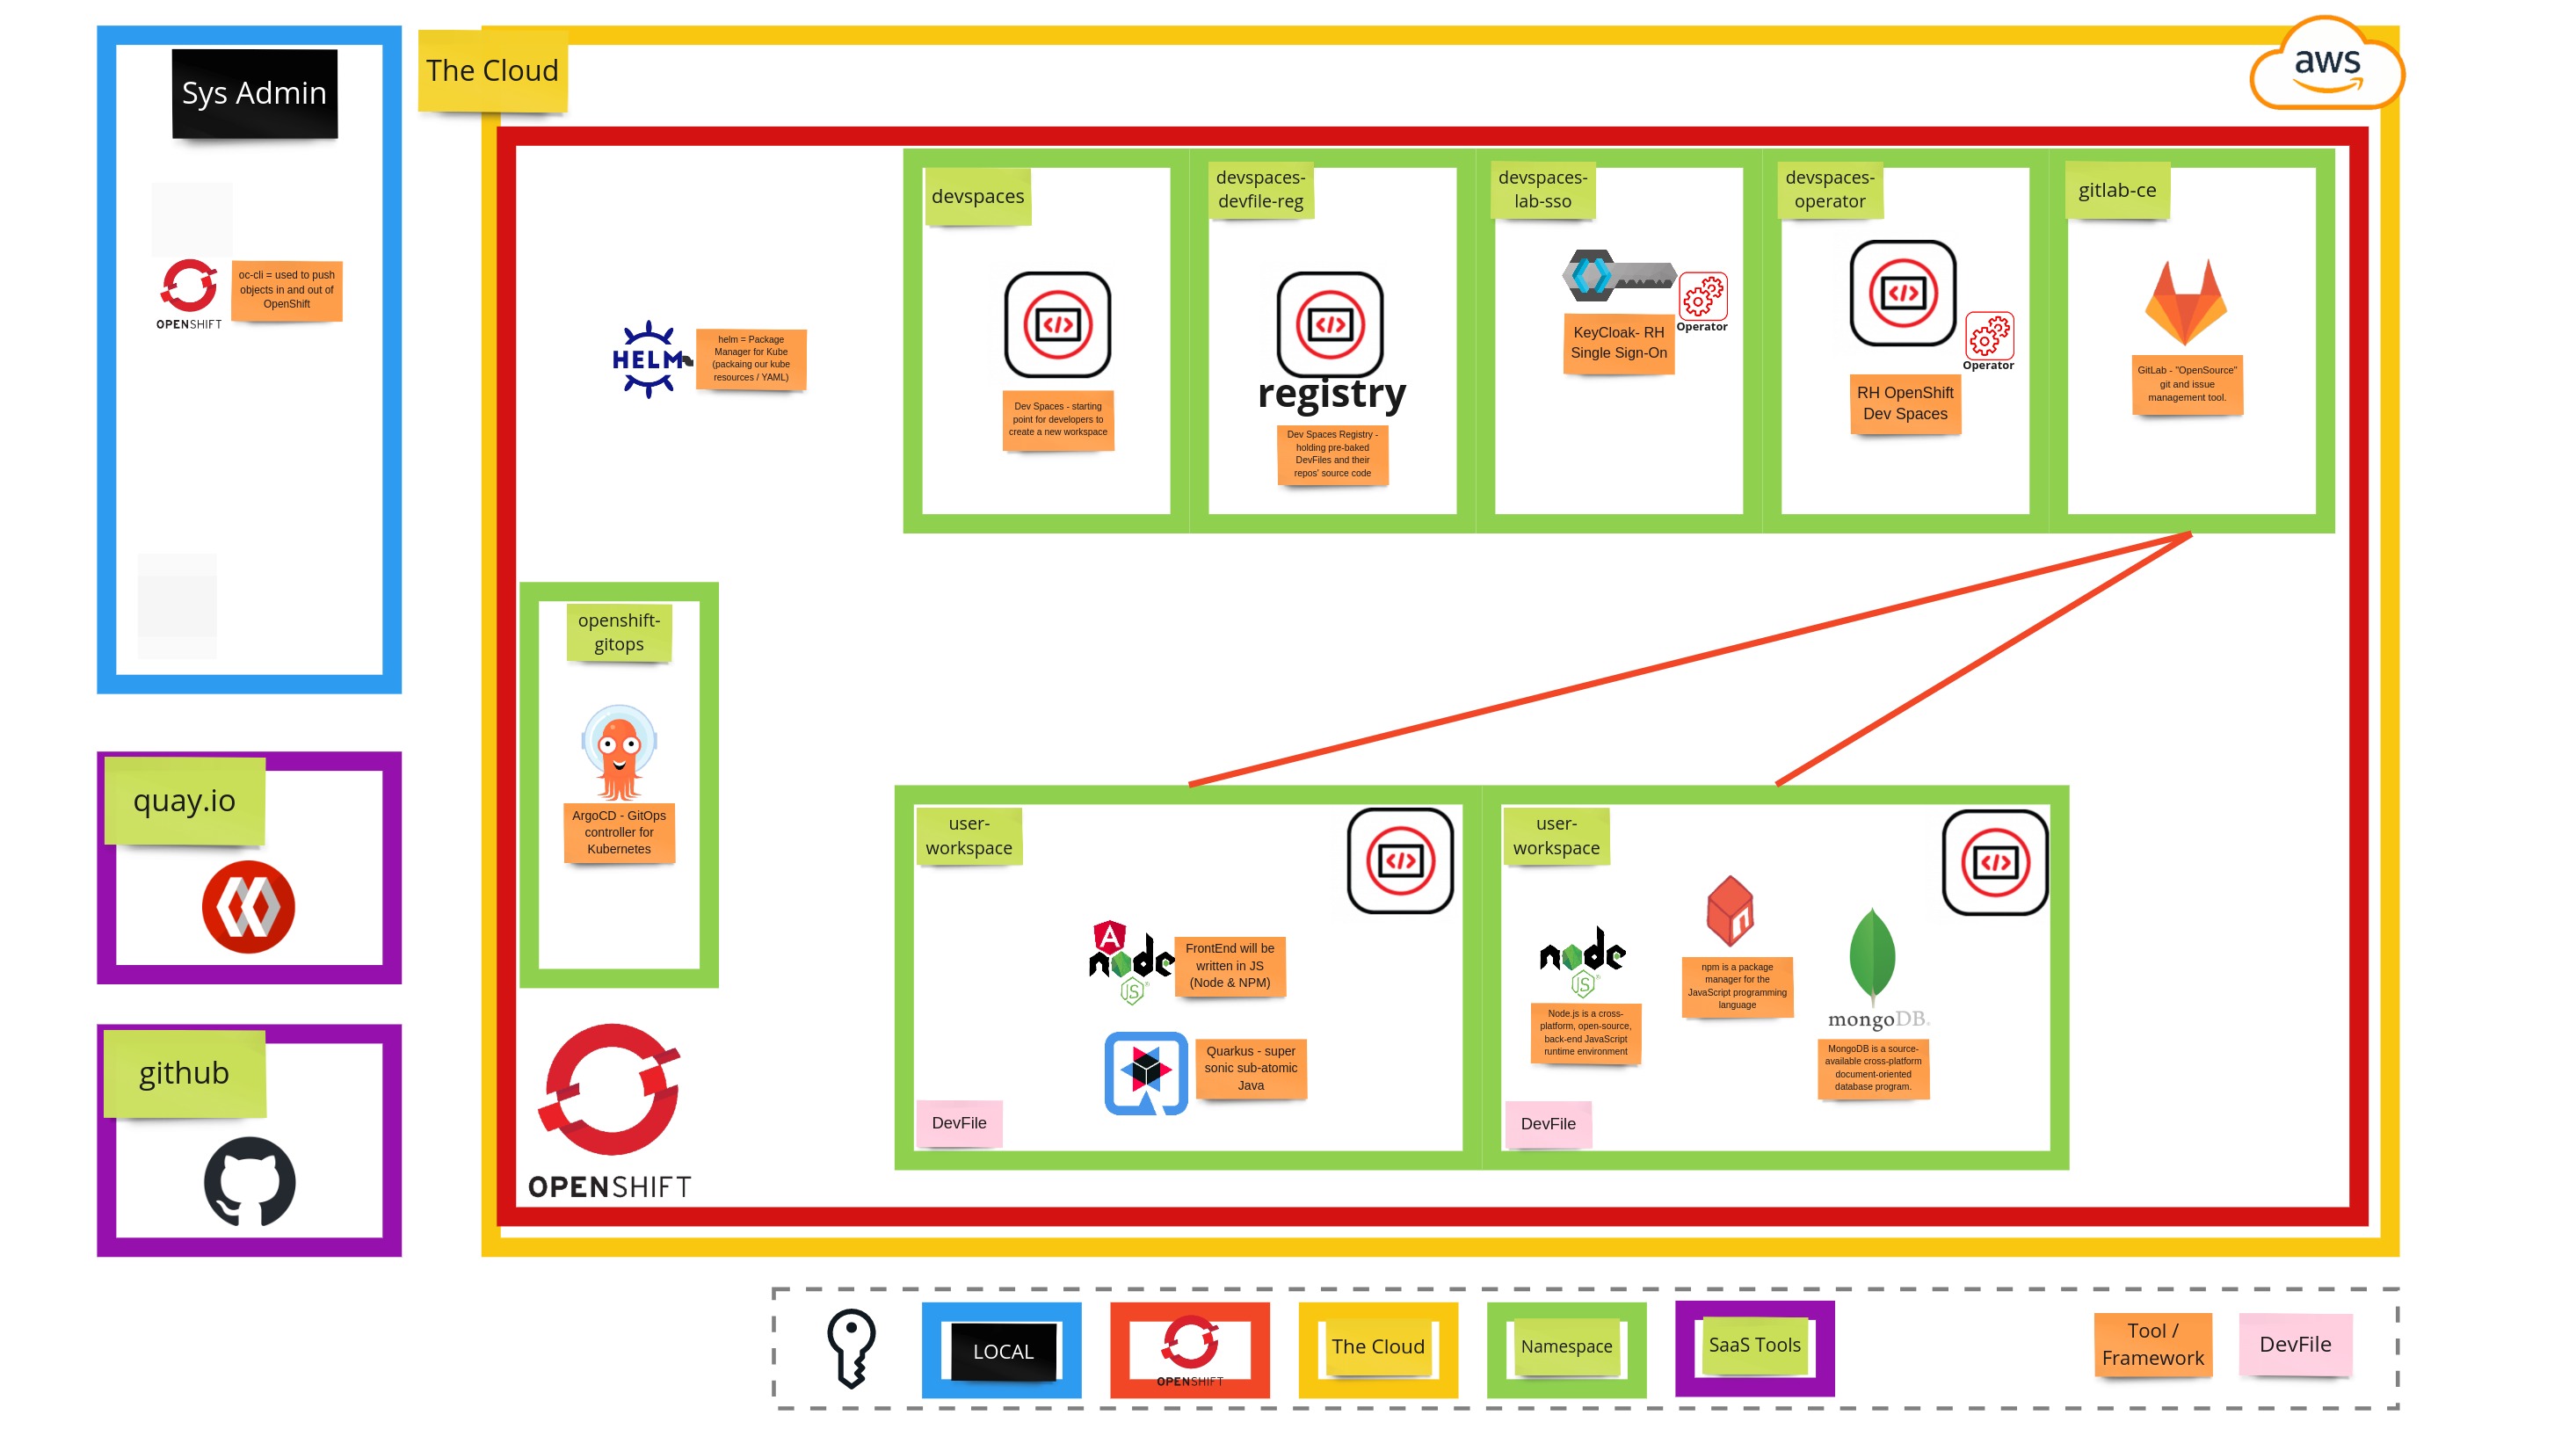 Sys Admin
oc-cli = used to push
objects in and out of
OpenShift
OPENSHIFT
quay.io
github
The Cloud
aws
HELM
helm = Package
Manager for Kube
(packaing our kube
resources / YAML)
devspaces
Dev Spaces - starting
point for developers to
create a new workspace
devspaces-
devfile-reg
registry
Dev Spaces Registry -
holding pre-baked
DevFiles and their
repos' source code
devspaces-
lab-sso
Operator
KeyCloak- RH
Single Sign-On
devspaces-
operator
Operator
RH OpenShift
Dev Spaces
gitlab-ce
GitLab - "OpenSource"
git and issue
management tool.
openshift-
gitops
ArgoCD - GitOps
controller for
Kubernetes
OPENSHIFT
user-
workspace
A
node
JS
FrontEnd will be
written in JS
(Node & NPM)
Quarkus - super
sonic sub-atomic
Java
DevFile
user-
workspace
node
JS
Node.js is a cross-
platform, open-source,
back-end JavaScript
runtime environment
n
npm is a package
manager for the
JavaScript programming
language
mongoDB.
MongoDB is a source-
available cross-platform
document-oriented
database program.
DevFile
LOCAL
OPENSHIFT
The Cloud
Namespace
SaaS Tools
Tool /
Framework
DevFile